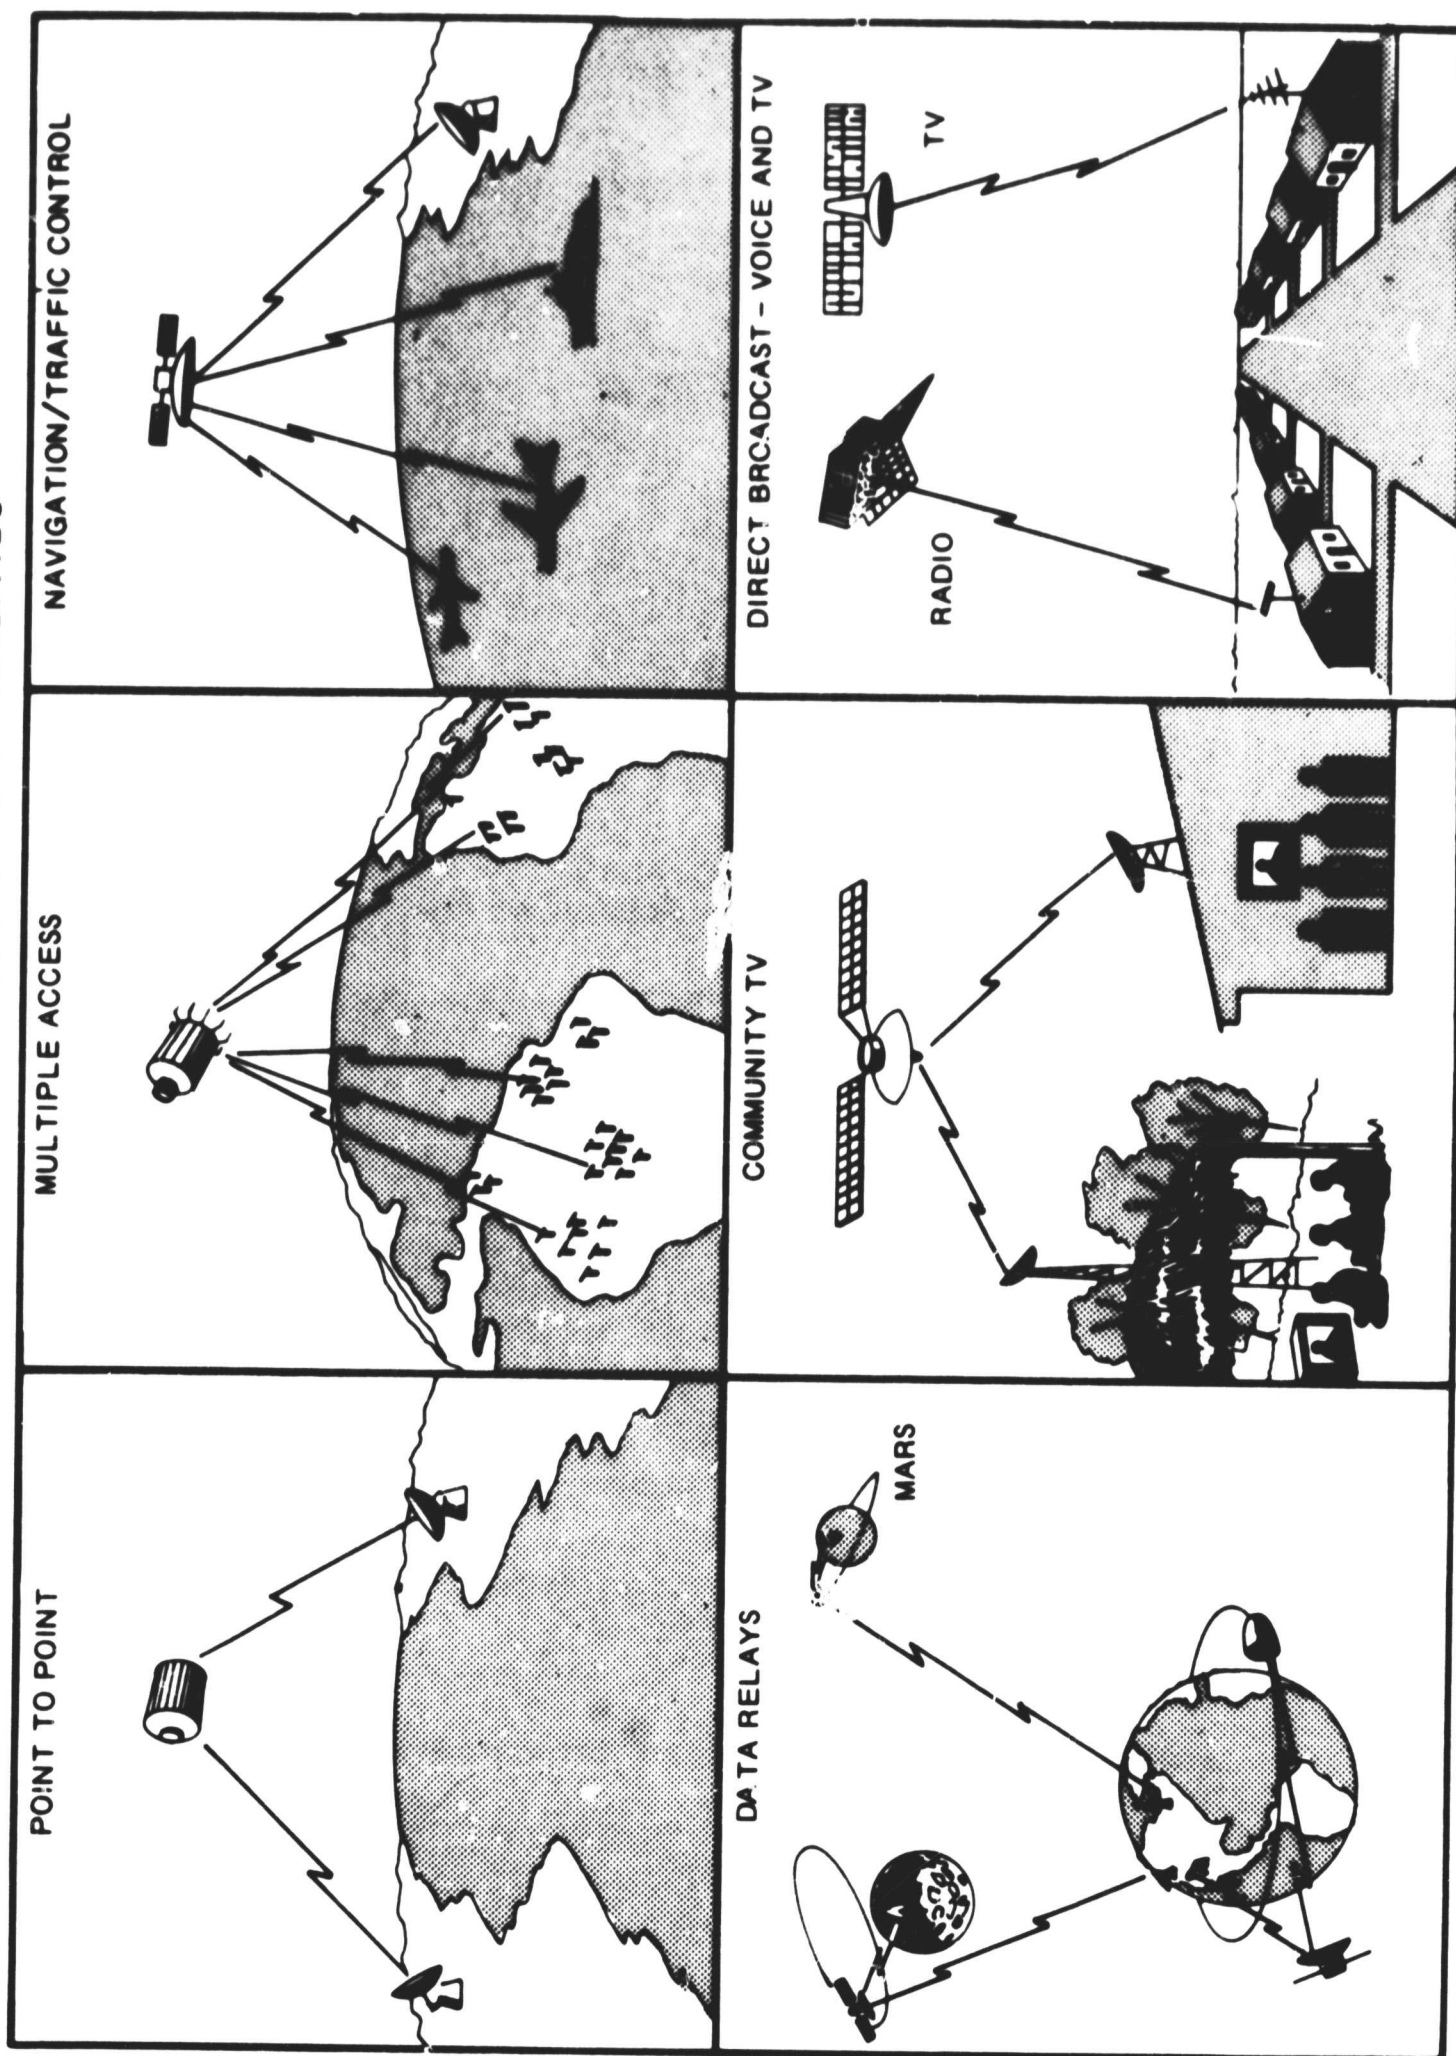 POINT TO POINT
MULTIPLE ACCESS
NAVIGATION/TRAFFIC CONTROL
DATA RELAYS
MARS
COMMUNITY TV
DIRECT BROADCAST - VOICE AND TV
RADIO
TV